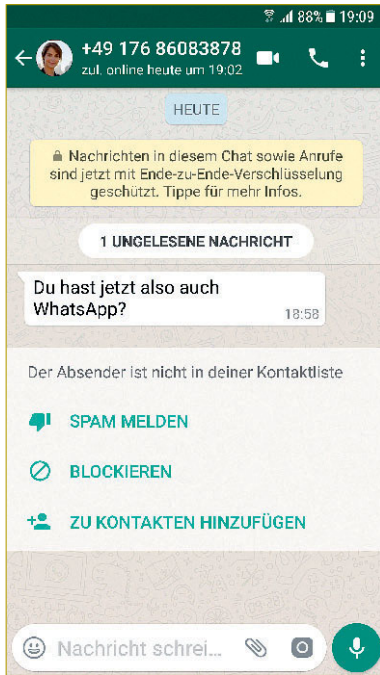 88% 19:09
+49 176 86083878
zul. online heute um 19:02
HEUTE
Nachrichten in diesem Chat sowie Anrufe
sind jetzt mit Ende-zu-Ende-Verschlüsselung
geschützt. Tippe für mehr Infos.
1 UNGELESENE NACHRICHT
Du hast jetzt also auch
WhatsApp?
18:58
Der Absender ist nicht in deiner Kontaktliste
SPAM MELDEN
BLOCKIEREN
ZU KONTAKTEN HINZUFÜGEN
Nachricht schrei...